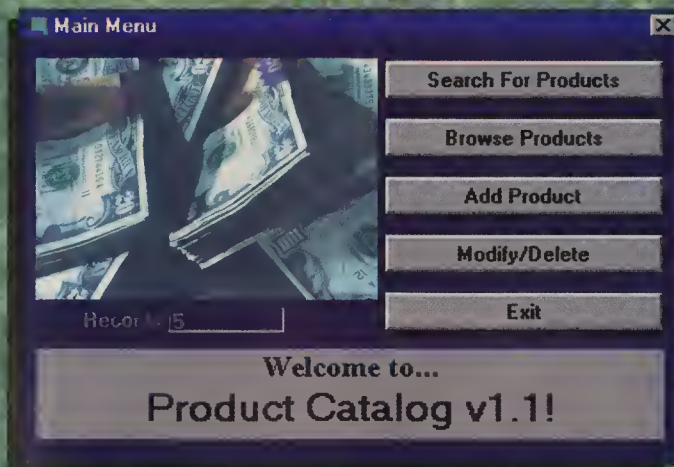 Main Menu
Search For Products
Browse Products
Add Product
Modify/Delete
Exit
5
Welcome to...
Product Catalog v1.1!